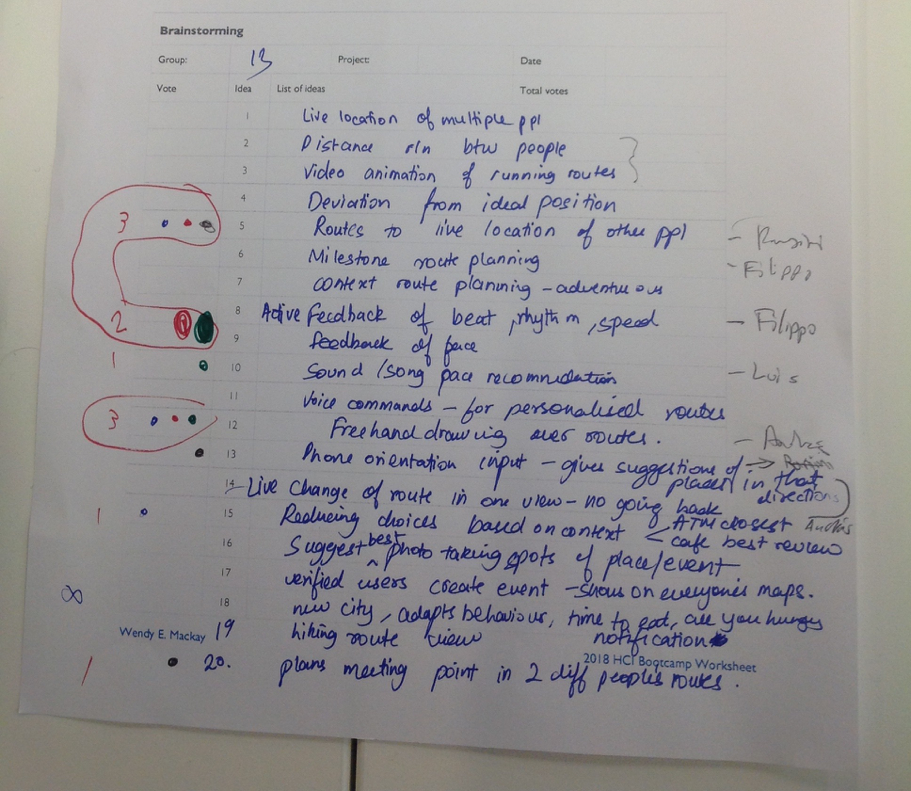 Brainstorming
Group: 13 Project: Date
Vote Idea List of ideas Total votes
1 Live location of multiple ppl
2 Distance r/n btw people
3 Video animation of running routes
4 Deviation from ideal position
3 5 Routes to live location of other ppl -
6 Milestone route planning - Filippo
7 context route planning - adventurous
2 8 Active feedback of beat, rhythm, speed - Filippo
9 feedback of pace
1 10 Sound/song pace recommendation - Luis
11 Voice commands - for personalised routes
3 12 Freehand drawing over routes. -
13 Phone orientation input - gives suggestions of →
places in that
directions
14 - Live change of route in one view - no going back
1 15 Reducing choices based on context ATM closest
cafe best review
16 Suggest best photo taking spots of place/event
17 verified users create event - shows on everyone's maps.
∞ 18 new city, adapts behaviour, time to eat, are you hungry
notification
Wendy E. Mackay 19 hiking route view
2018 HCI Bootcamp Worksheet
1 20. plans meeting point in 2 diff people's routes.